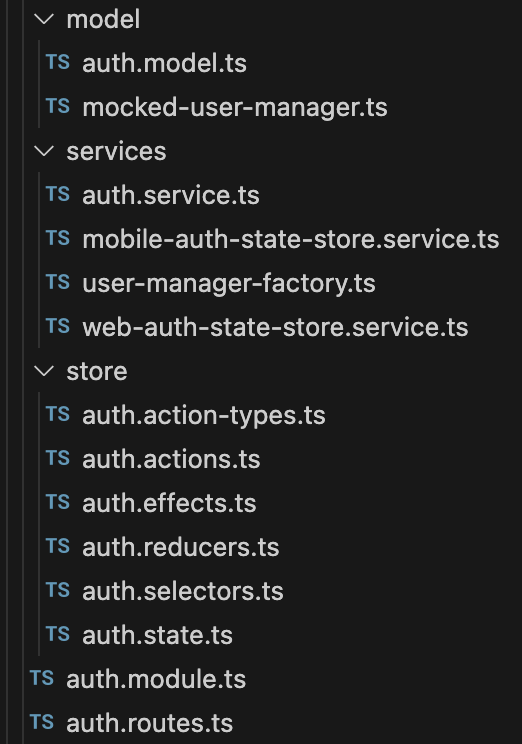 model
TS auth.model.ts
TS mocked-user-manager.ts
services
TS auth.service.ts
TS mobile-auth-state-store.service.ts
TS user-manager-factory.ts
TS web-auth-state-store.service.ts
store
TS auth.action-types.ts
TS auth.actions.ts
TS auth.effects.ts
TS auth.reducers.ts
TS auth.selectors.ts
TS auth.state.ts
TS auth.module.ts
TS auth.routes.ts